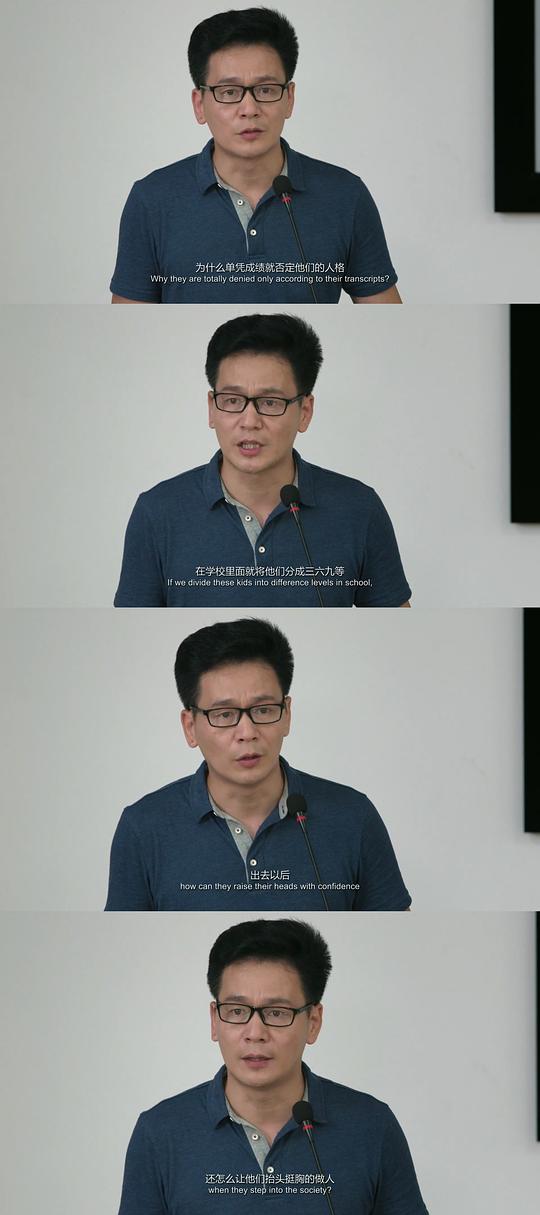 为什么单凭成绩就否定他们的人格
Why they are totally denied only according to their transcripts?
在学校里面就将他们分成三六九等
If we divide these kids into difference levels in school,
出去以后
how can they raise their heads with confidence
还怎么让他们抬头挺胸的做人
when they step into the society?